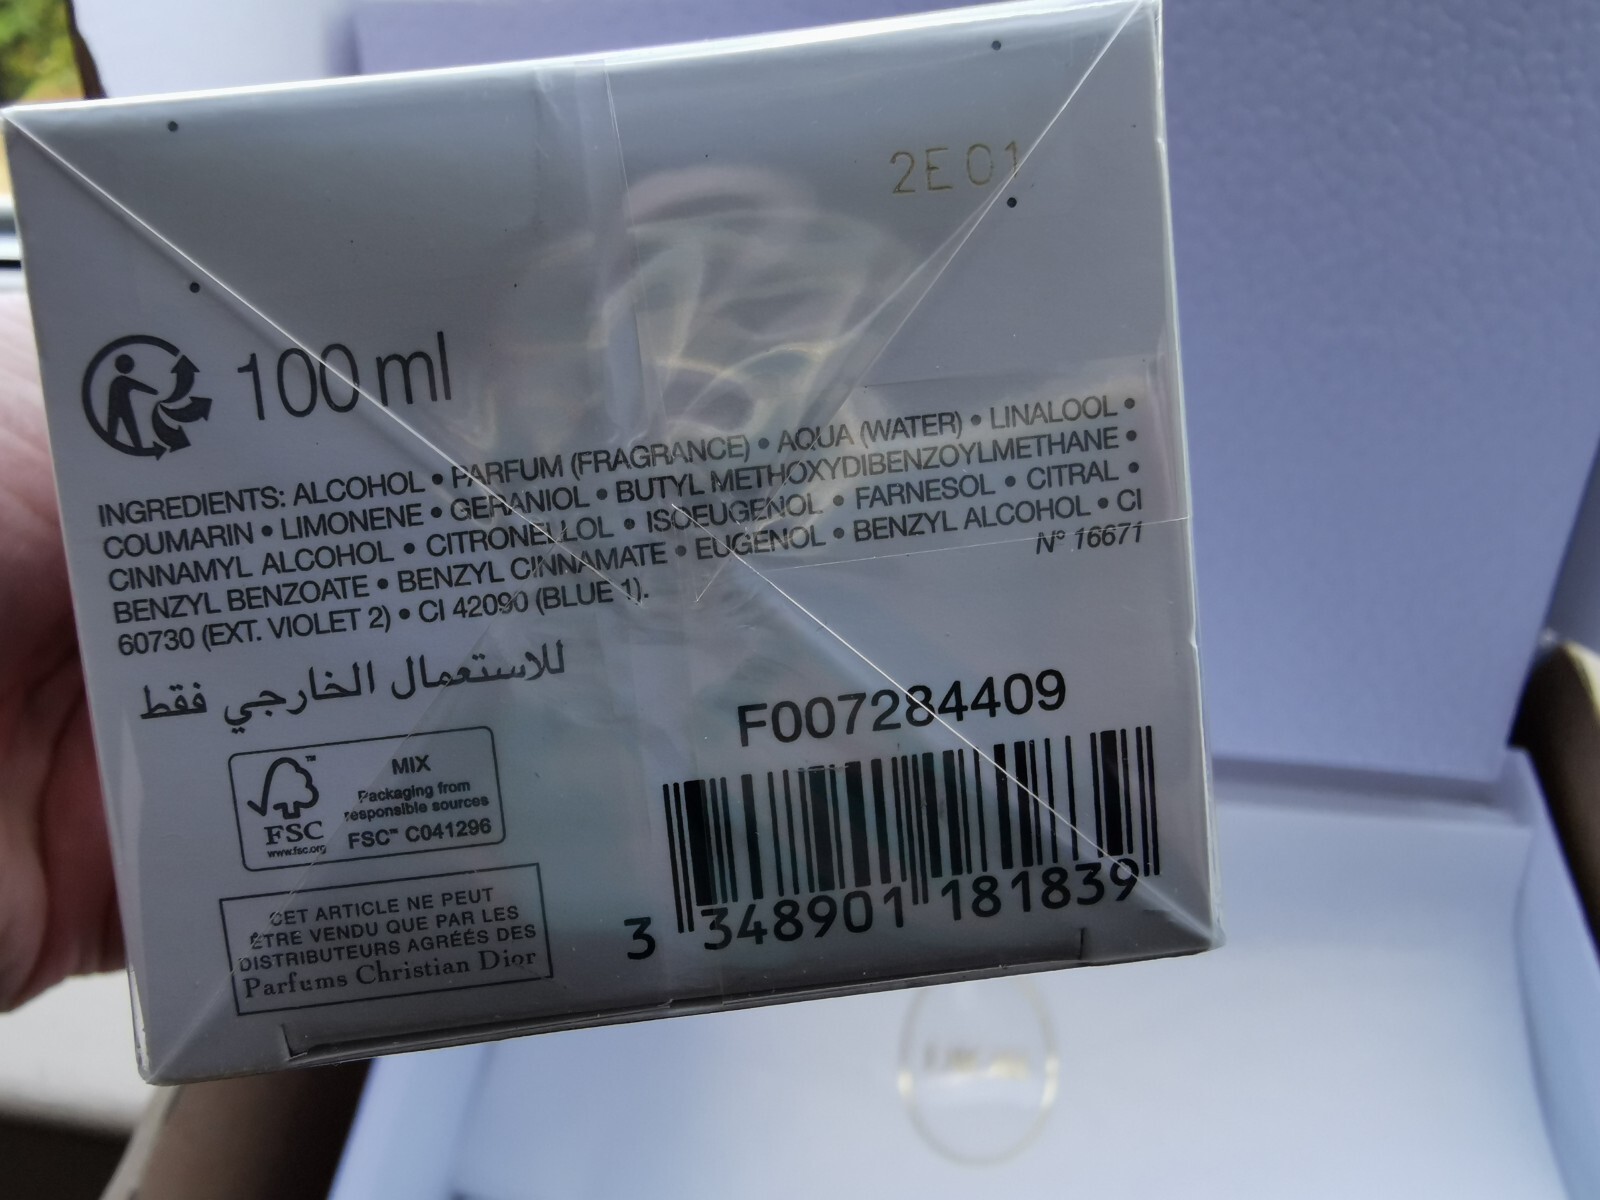 2E01
100 ml
INGREDIENTS: ALCOHOL • PARFUM (FRAGRANCE) • AQUA (WATER) • LINALOOL •
COUMARIN • LIMONENE • GERANIOL • BUTYL METHOXYDIBENZOYLMETHANE •
CINNAMYL ALCOHOL • CITRONELLOL • ISOEUGENOL • FARNESOL • CITRAL •
BENZYL BENZOATE • BENZYL CINNAMATE • EUGENOL • BENZYL ALCOHOL • CI
60730 (EXT. VIOLET 2) • CI 42090 (BLUE 1).
N° 16671
للاستعمال الخارجي فقط
FSC
www.fsc.org
MIX
Packaging from
responsible sources
FSC™ C041296
CET ARTICLE NE PEUT
ÊTRE VENDU QUE PAR LES
DISTRIBUTEURS AGRÉÉS DES
Parfums Christian Dior
F007284409
3 348901 181839